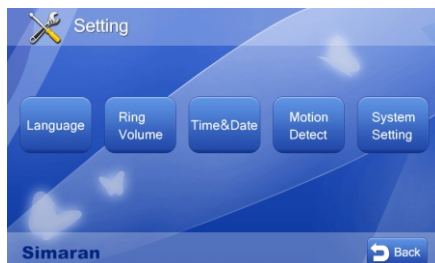 Setting
Language
Ring
Volume
Time&Date
Motion
Detect
System
Setting
Simaran
Back